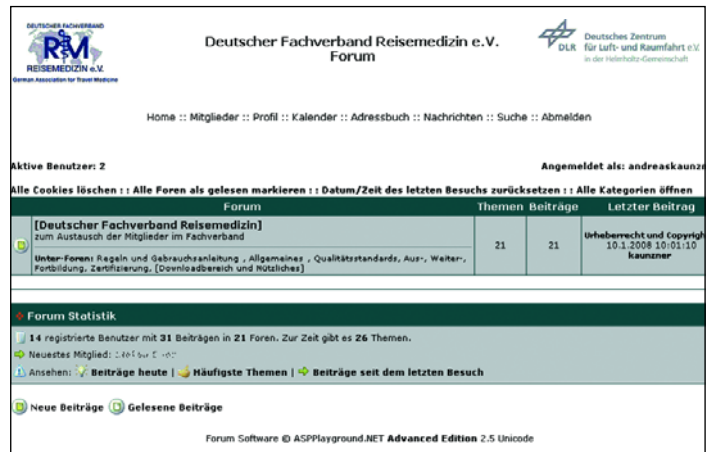 DEUTSCHER FACHVERBAND
RM
REISEMEDIZIN e.V.
German Association for Travel Medicine
Deutscher Fachverband Reisemedizin e.V.
Forum
DLR
Deutsches Zentrum
für Luft- und Raumfahrt e.V.
in der Helmholtz-Gemeinschaft
Home :: Mitglieder :: Profil :: Kalender :: Adressbuch :: Nachrichten :: Suche :: Abmelden
Aktive Benutzer: 2
Angemeldet als: andreaskaunz
Alle Cookies löschen : : Alle Foren als gelesen markieren : : Datum/Zeit des letzten Besuchs zurücksetzen : : Alle Kategorien öffnen
Forum Themen Beiträge Letzter Beitrag
[Deutscher Fachverband Reisemedizin]
zum Austausch der Mitglieder im Fachverband
Unter-Foren: Regeln und Gebrauchsanleitung , Allgemeines , Qualitätsstandards, Aus-, Weiter-,
Fortbildung, Zertifizierung, [Downloadbereich und Nützliches]
21
21
Urheberrecht und Copyrigh
10.1.2008 10:01:10
kaunzner
Forum Statistik
14 registrierte Benutzer mit 31 Beiträgen in 21 Foren. Zur Zeit gibt es 26 Themen.
Neuestes Mitglied:
Ansehen: Beiträge heute | Häufigste Themen | Beiträge seit dem letzten Besuch
Neue Beiträge Gelesene Beiträge
Forum Software © ASPPlayground.NET Advanced Edition 2.5 Unicode